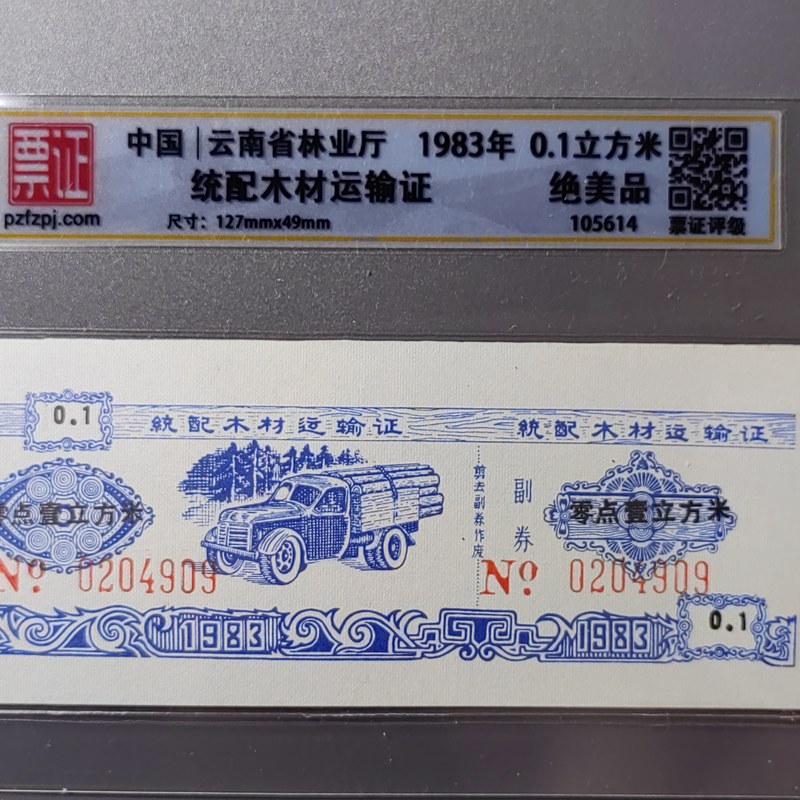 票证
pzfzpj.com
中国|云南省林业厅 1983年 0.1立方米
统配木材运输证 绝美品
尺寸：127mmx49mm 105614 票证评级
0.1
統配木材运输证
統配木材运输证
零点壹立方米
剪去副券作废
副券
零点壹立方米
No 0204909
No 0204909
1983
1983
0.1